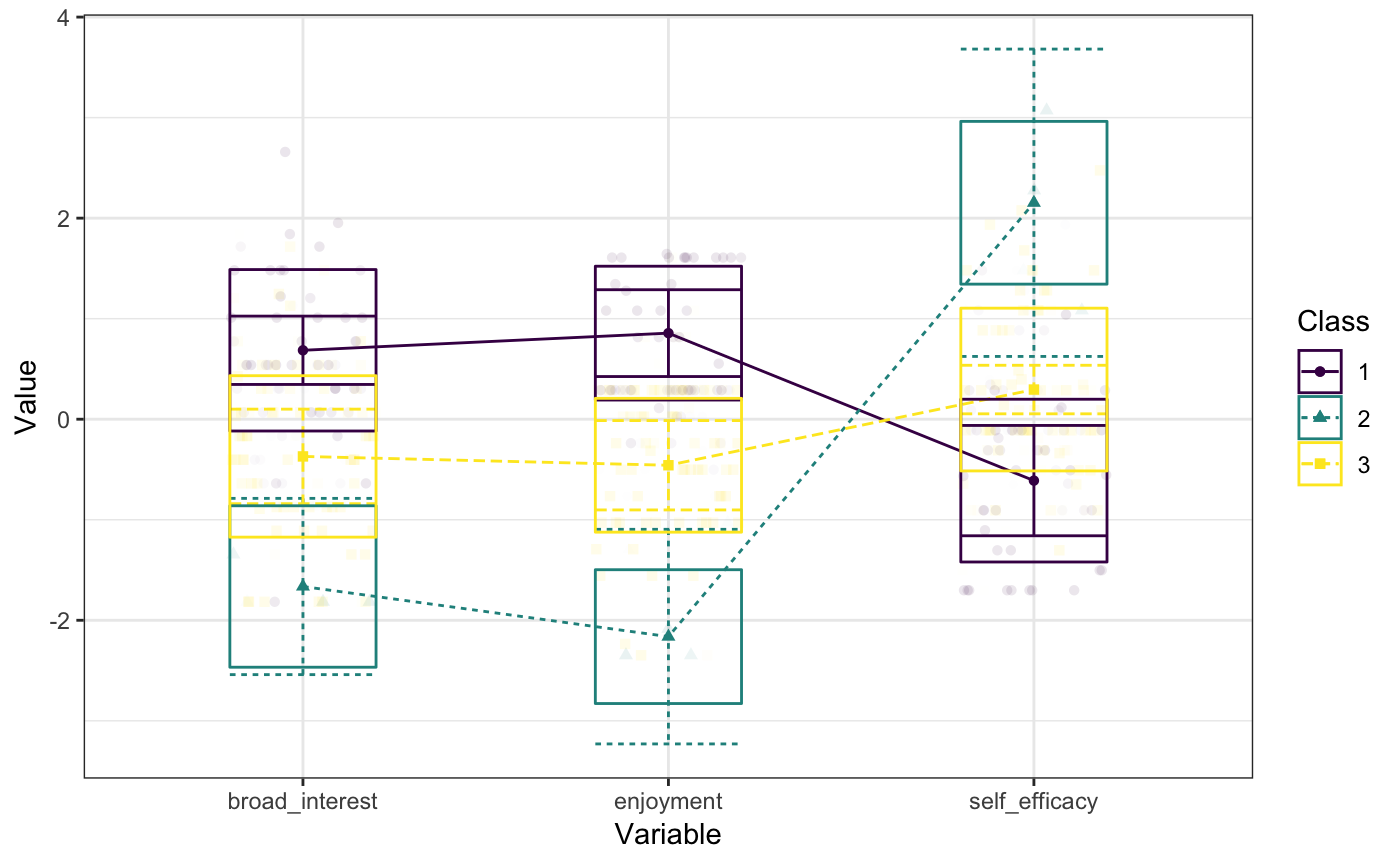 4
2
0
-2
Value
broad_interest
enjoyment
self_efficacy
Variable
Class
1
2
3